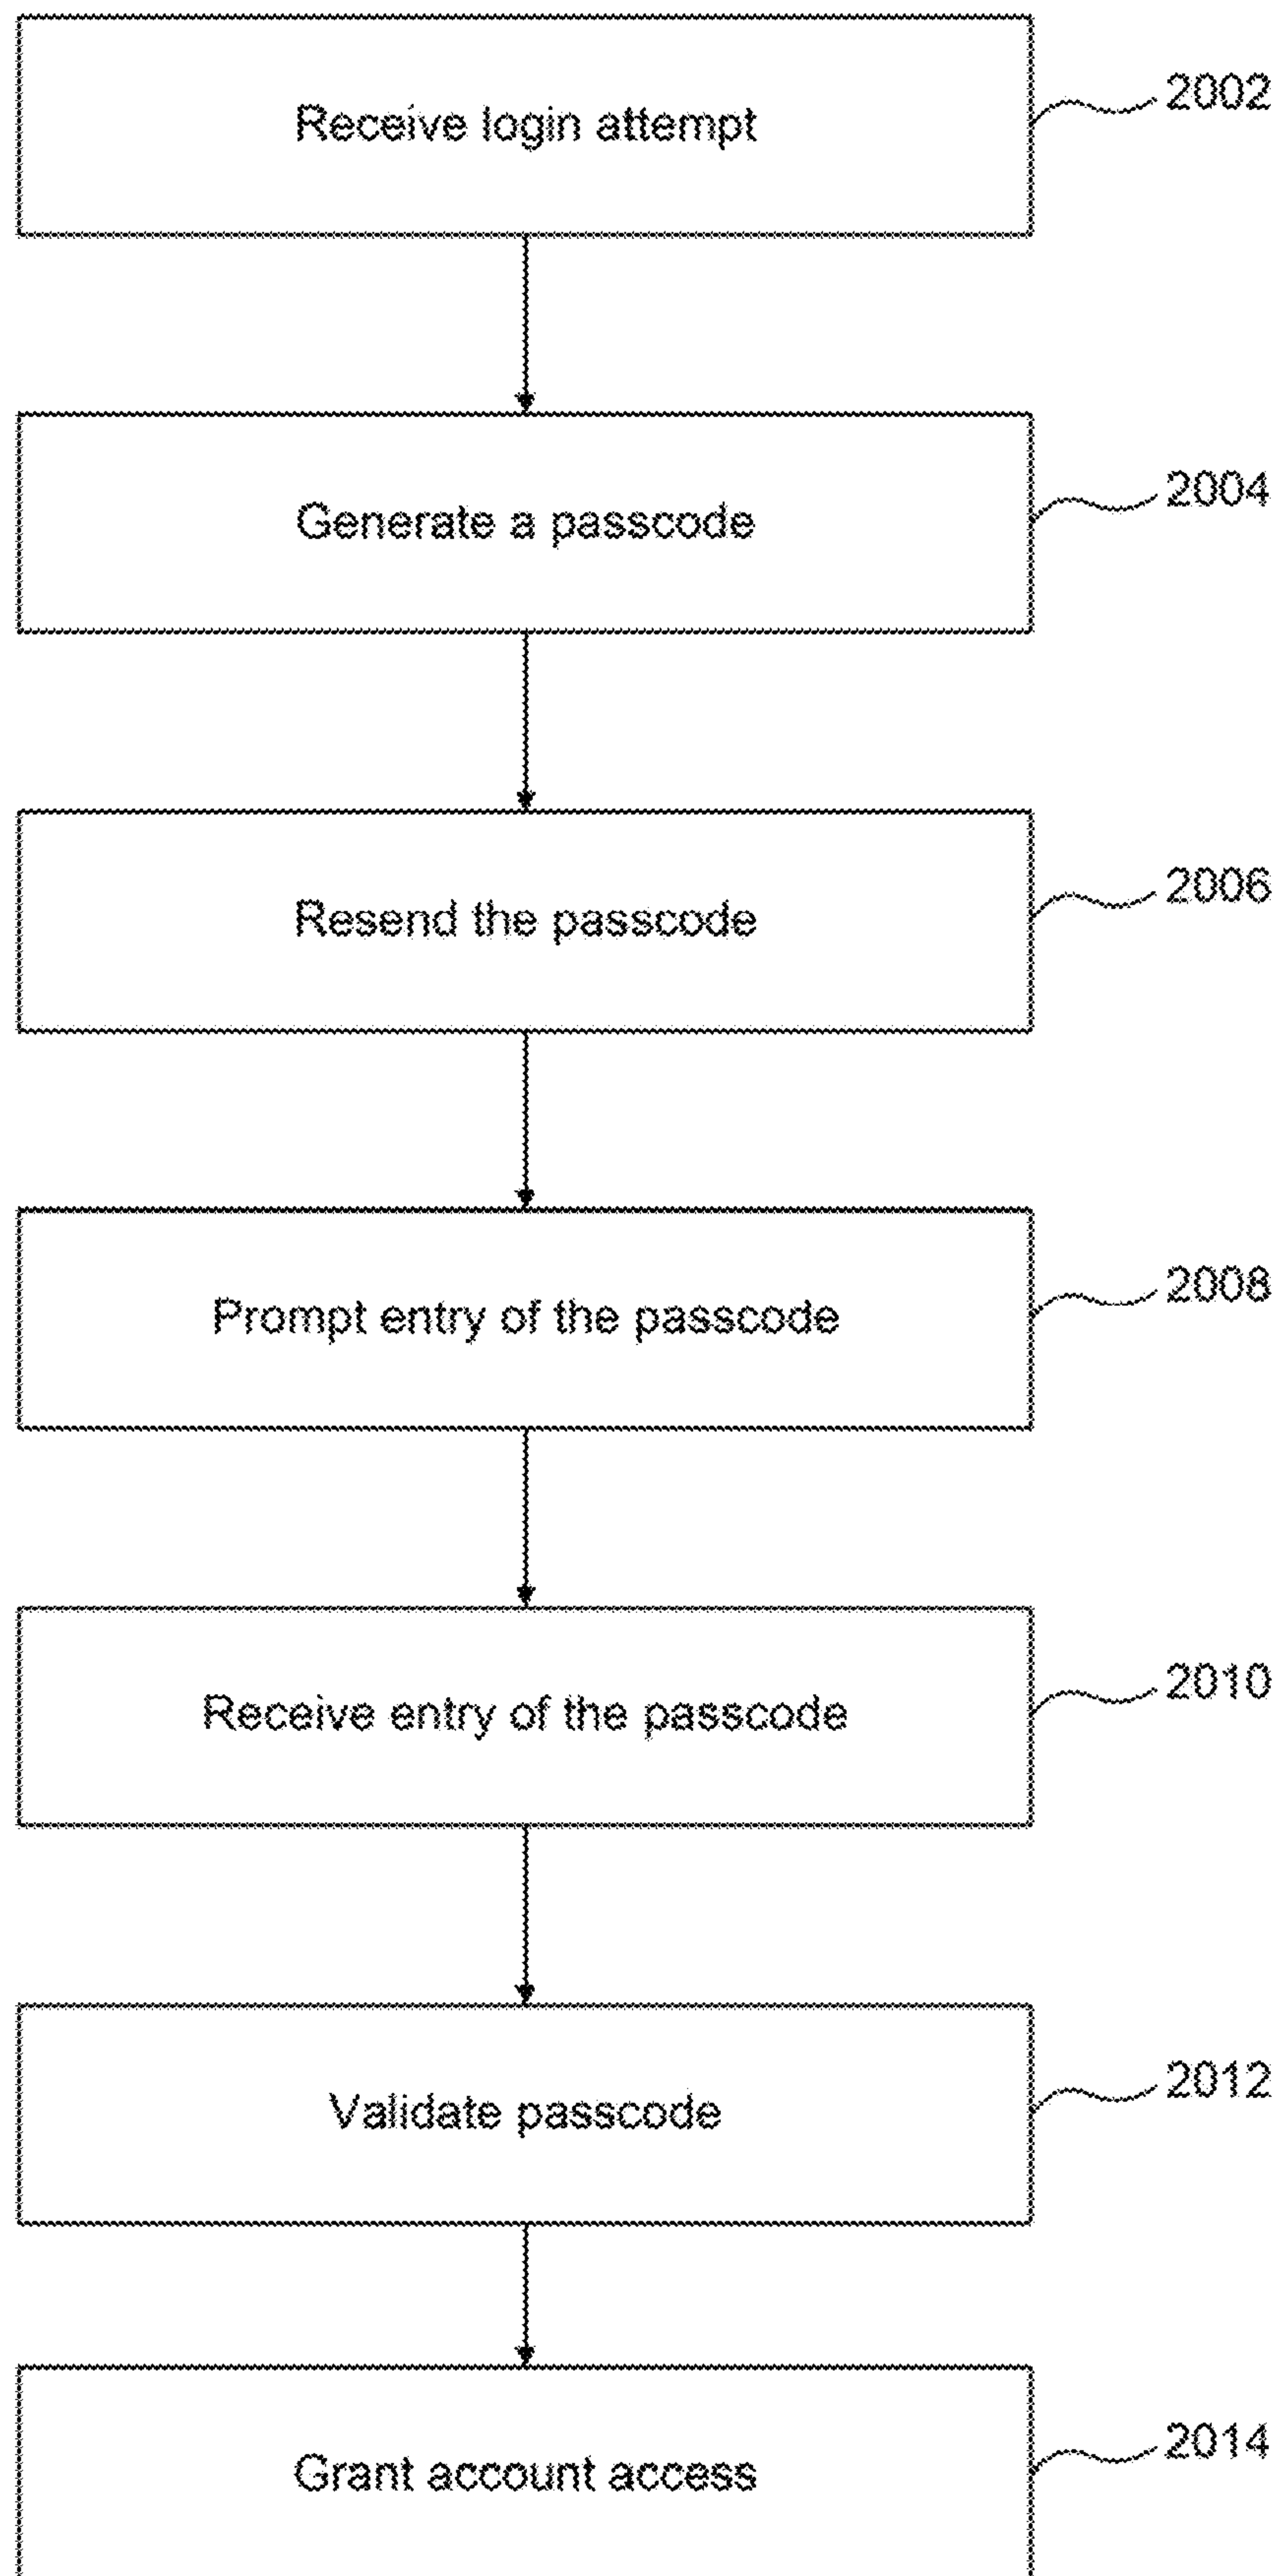 Receive login attempt
2002
Generate a passcode
2004
Resend the passcode
2006
Prompt entry of the passcode
2008
Receive entry of the passcode
2010
Validate passcode
2012
Grant account access
2014